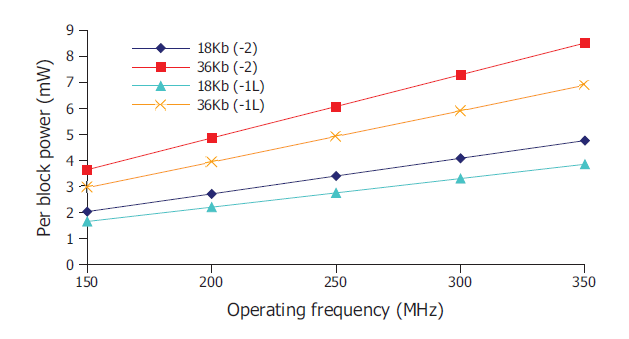 9
8
7
6
5
4
3
2
1
0
Per block power (mW)
18Kb (-2)
36Kb (-2)
18Kb (-1L)
36Kb (-1L)
150 200 250 300 350
Operating frequency (MHz)